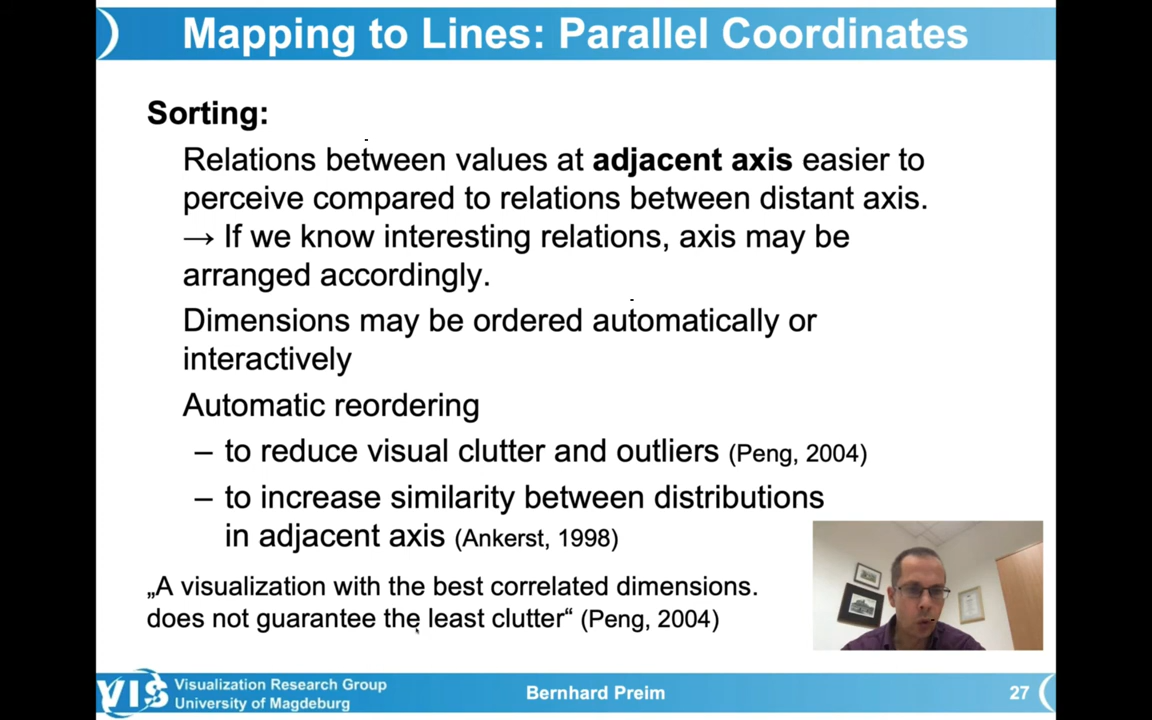 Mapping to Lines: Parallel Coordinates
Sorting:
Relations between values at adjacent axis easier to
perceive compared to relations between distant axis.
→ If we know interesting relations, axis may be
arranged accordingly.
Dimensions may be ordered automatically or
interactively
Automatic reordering
– to reduce visual clutter and outliers (Peng, 2004)
– to increase similarity between distributions
in adjacent axis (Ankerst, 1998)
„A visualization with the best correlated dimensions.
does not guarantee the least clutter“ (Peng, 2004)
VIS
Visualization Research Group
University of Magdeburg
Bernhard Preim
27